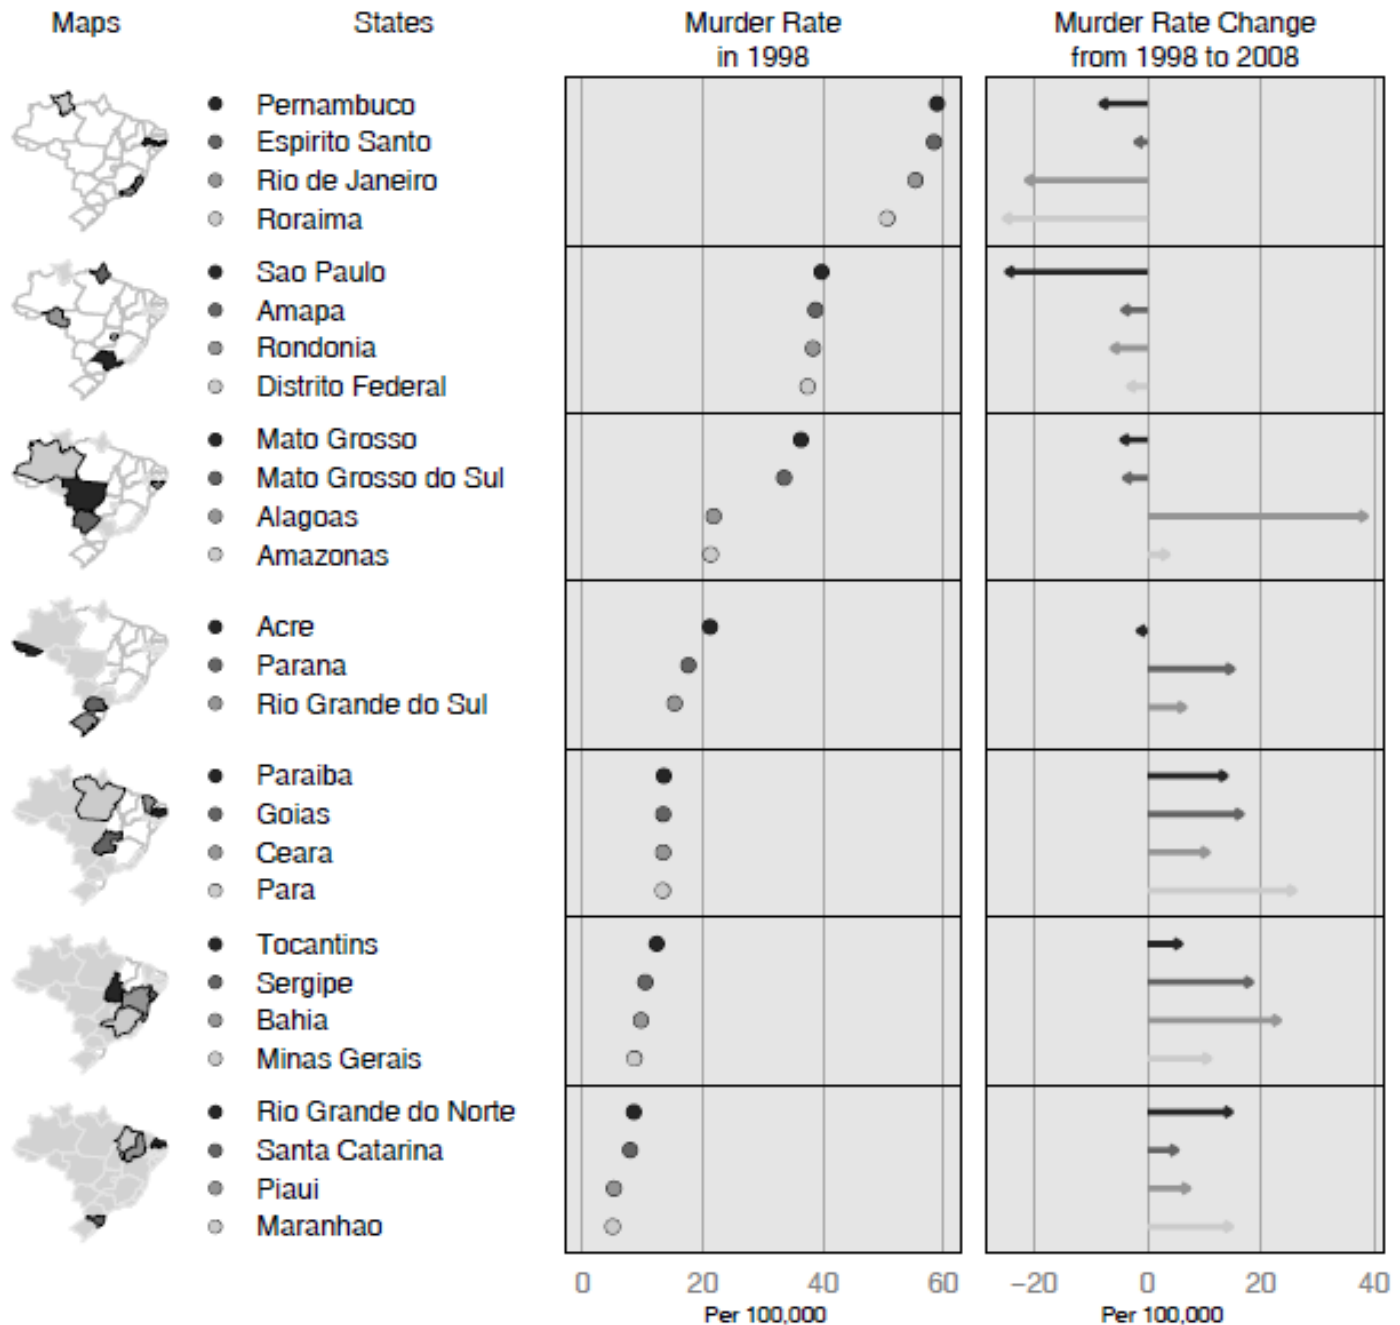 Maps
States
Murder Rate
in 1998
Murder Rate Change
from 1998 to 2008
Pernambuco
Espirito Santo
Rio de Janeiro
Roraima
Sao Paulo
Amapa
Rondonia
Distrito Federal
Mato Grosso
Mato Grosso do Sul
Alagoas
Amazonas
Acre
Parana
Rio Grande do Sul
Paraiba
Goias
Ceara
Para
Tocantins
Sergipe
Bahia
Minas Gerais
Rio Grande do Norte
Santa Catarina
Piaui
Maranhao
0 20 40 60
Per 100,000
−20 0 20 40
Per 100,000